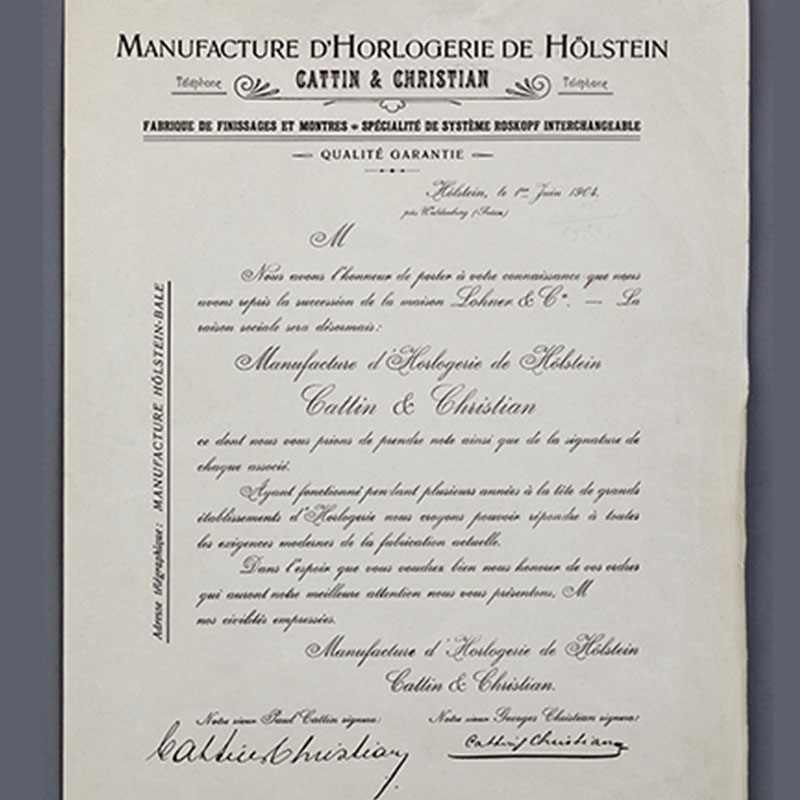 MANUFACTURE D'HORLOGERIE DE HÖLSTEIN
Téléphone CATTIN & CHRISTIAN Téléphone
FABRIQUE DE FINISSAGES ET MONTRES * SPÉCIALITÉ DE SYSTÈME ROSKOPF INTERCHANGEABLE
QUALITÉ GARANTIE
Hölstein, le 1er Juin 1904.
près Waldenburg (Suisse)
M
Nous avons l'honneur de porter à votre connaissance que nous
avons repris la succession de la maison Lohner & Cie. — La
raison sociale sera désormais:
Manufacture d'Horlogerie de Hölstein
Cattin & Christian
ce dont nous vous prions de prendre note ainsi que de la signature de
chaque associé.
Ayant fonctionné pendant plusieurs années à la tête de grands
établissements d'Horlogerie nous croyons pouvoir répondre à toutes
les exigences modernes de la fabrication actuelle.
Dans l'espoir que vous voudrez bien nous honorer de vos ordres
qui auront notre meilleure attention nous vous présentons, M
nos civilités empressées.
Manufacture d'Horlogerie de Hölstein
Cattin & Christian.
Notre sieur Paul Cattin signera: Notre sieur Georges Christian signera:
Cattin & Christian Cattin & Christian
Adresse télégraphique: MANUFACTURE HÖLSTEIN-BALE